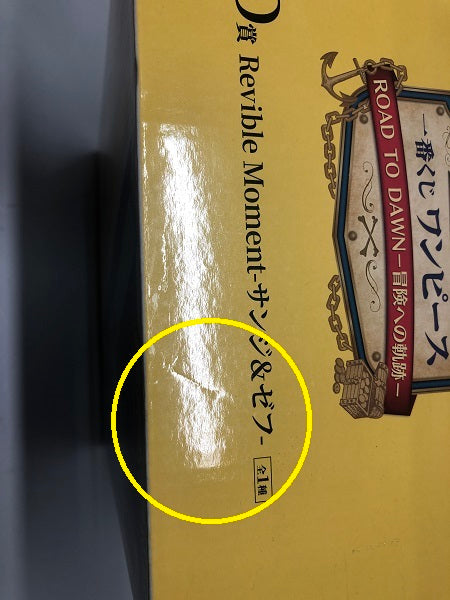 D賞 Revible Moment-サンジ&ゼフ-
全1種
一番くじ ワンピース
ROAD TO DAWN－冒険への軌跡－